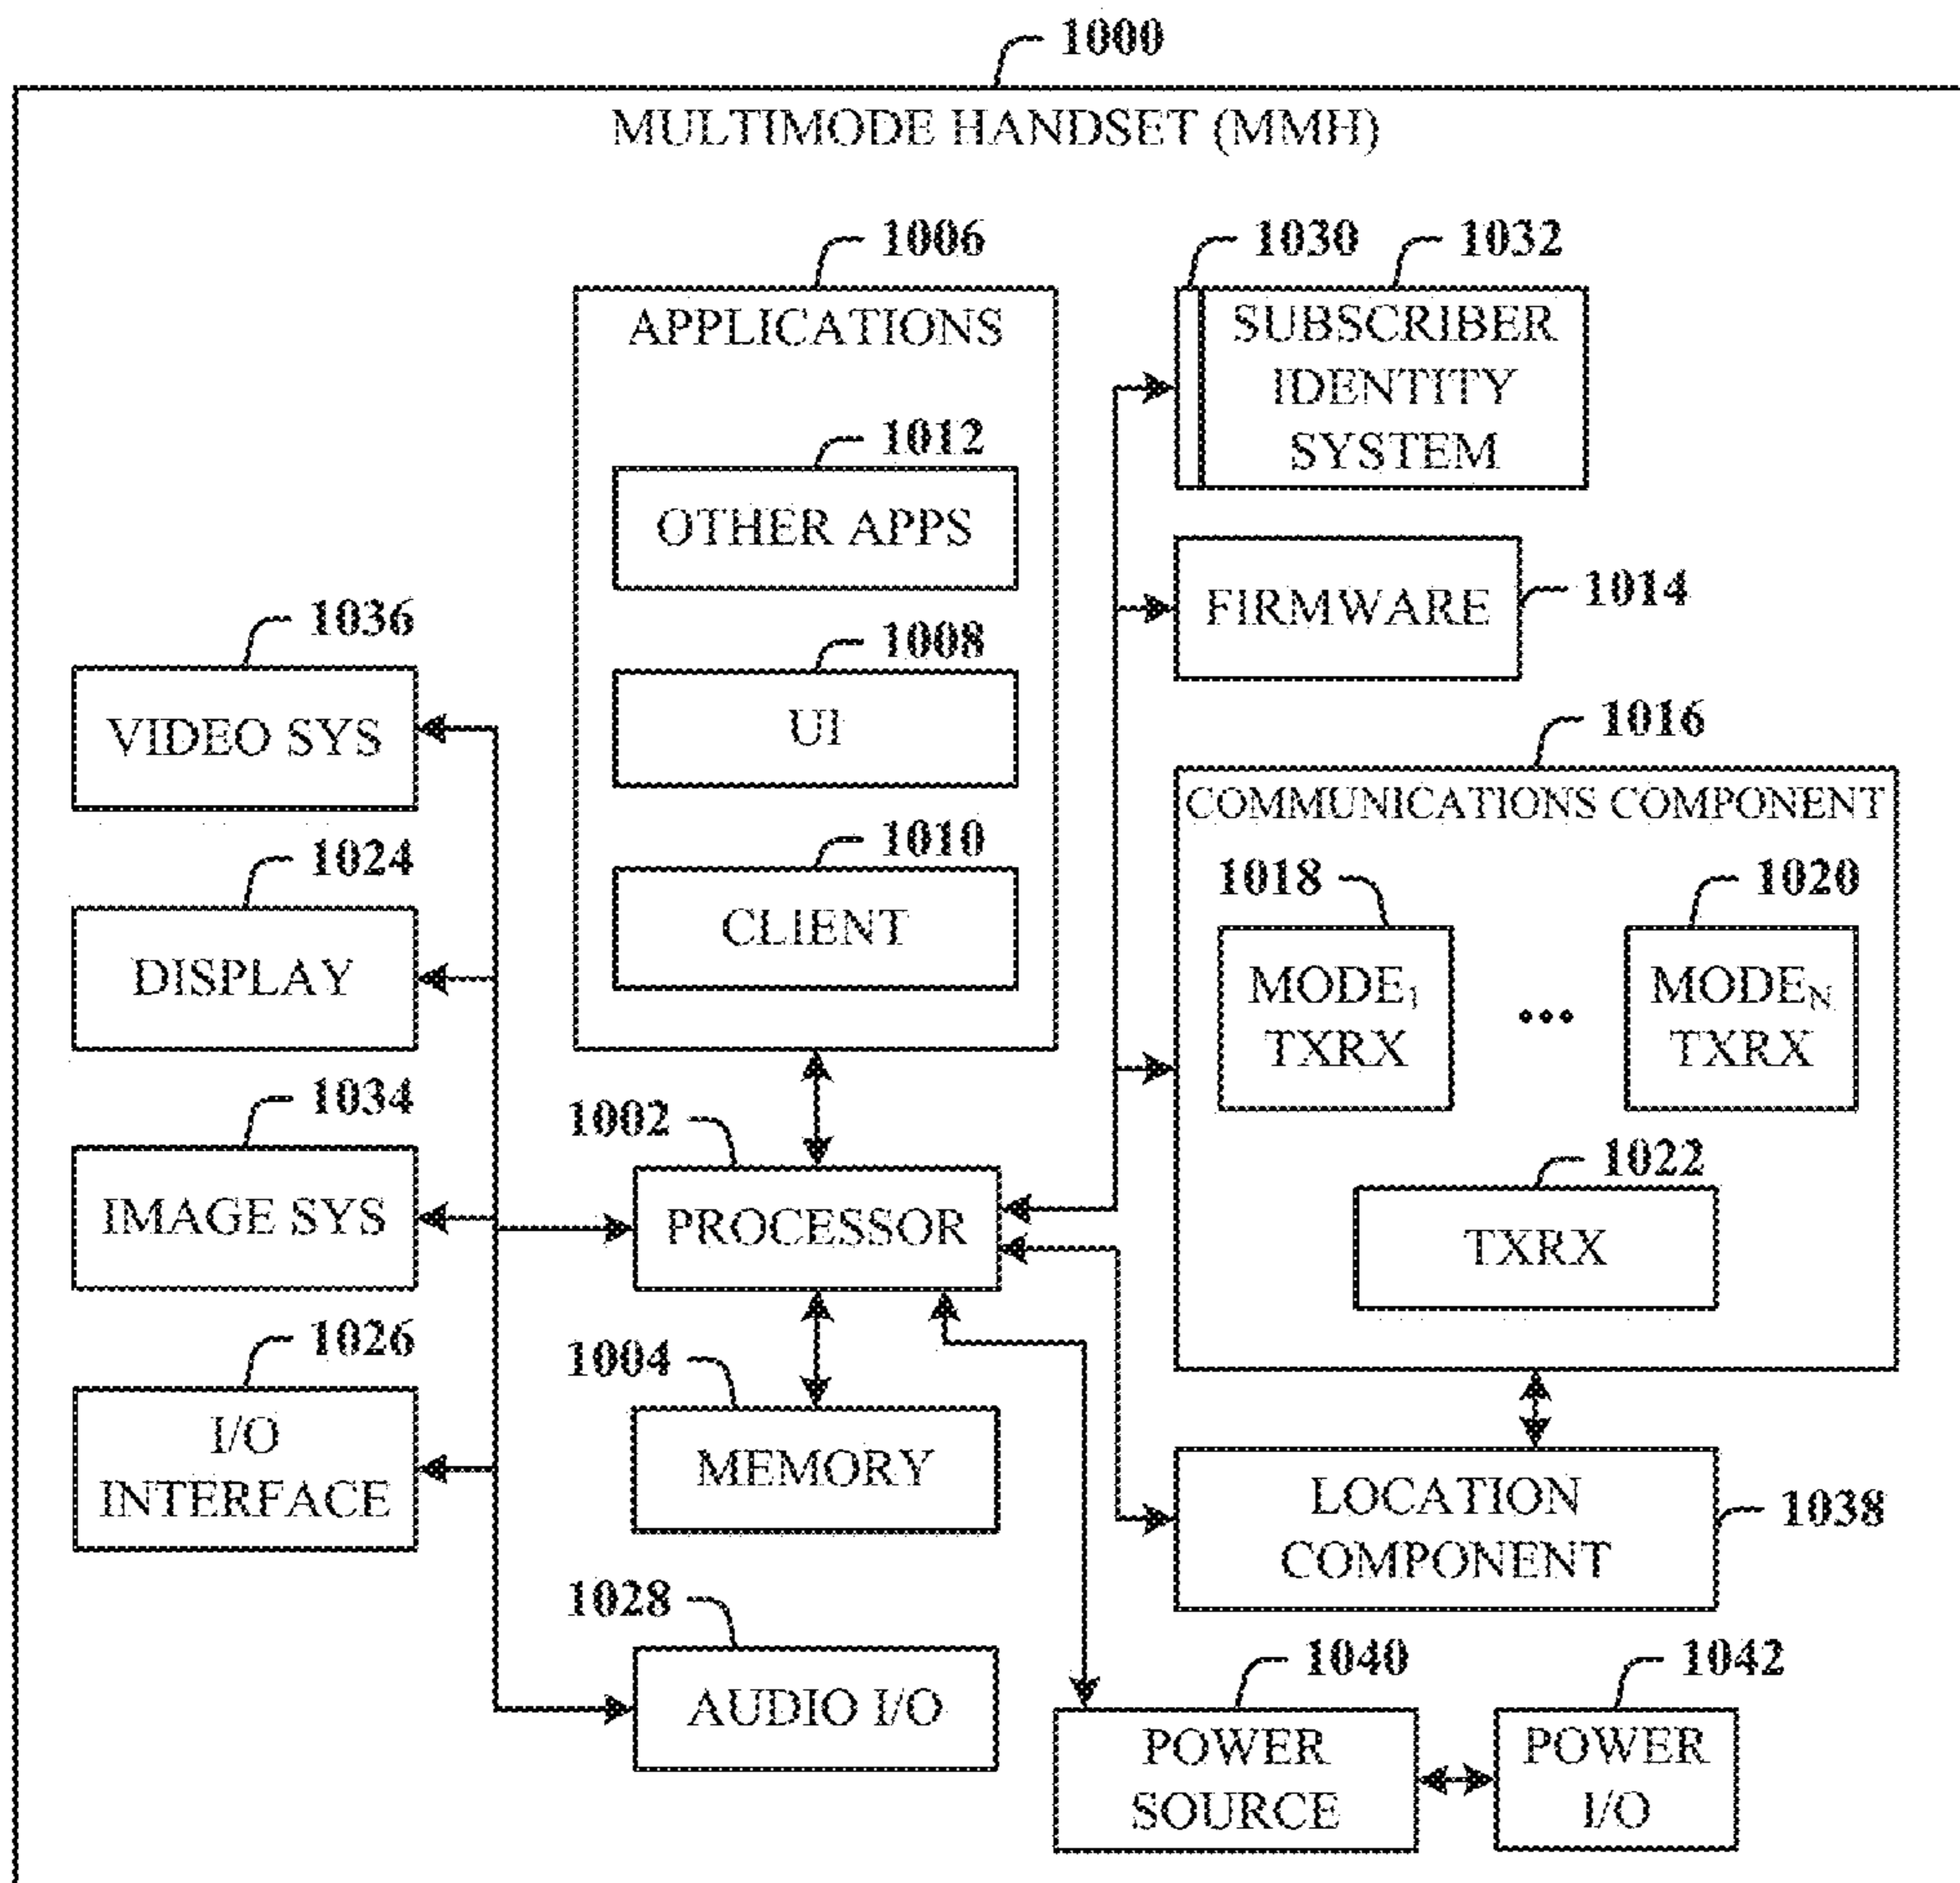 1000
MULTIMODE HANDSET (MMH)
1006
APPLICATIONS
1012
OTHER APPS
1008
UI
1010
CLIENT
1030
1032
SUBSCRIBER
IDENTITY
SYSTEM
FIRMWARE
1014
1036
VIDEO SYS
1024
DISPLAY
1034
IMAGE SYS
1026
I/O
INTERFACE
1002
PROCESSOR
1004
MEMORY
1028
AUDIO I/O
1016
COMMUNICATIONS COMPONENT
1018
MODE1
TXRX
...
1020
MODEN
TXRX
1022
TXRX
LOCATION
COMPONENT
1038
1040
POWER
SOURCE
1042
POWER
I/O